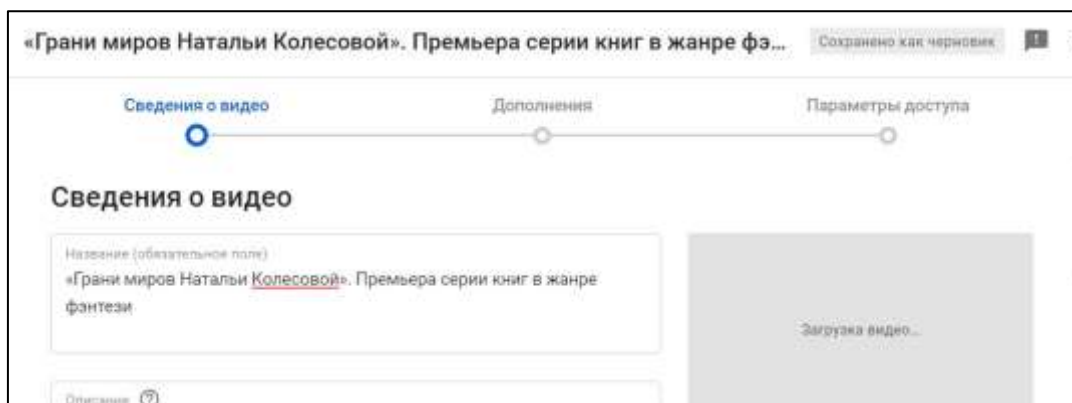 «Грани миров Натальи Колесовой». Премьера серии книг в жанре фэ... Сохранено как черновик
Сведения о видео Дополнения Параметры доступа
Сведения о видео
Название (обязательное поле)
«Грани миров Натальи Колесовой». Премьера серии книг в жанре
фэнтези
Загрузка видео...
Описание